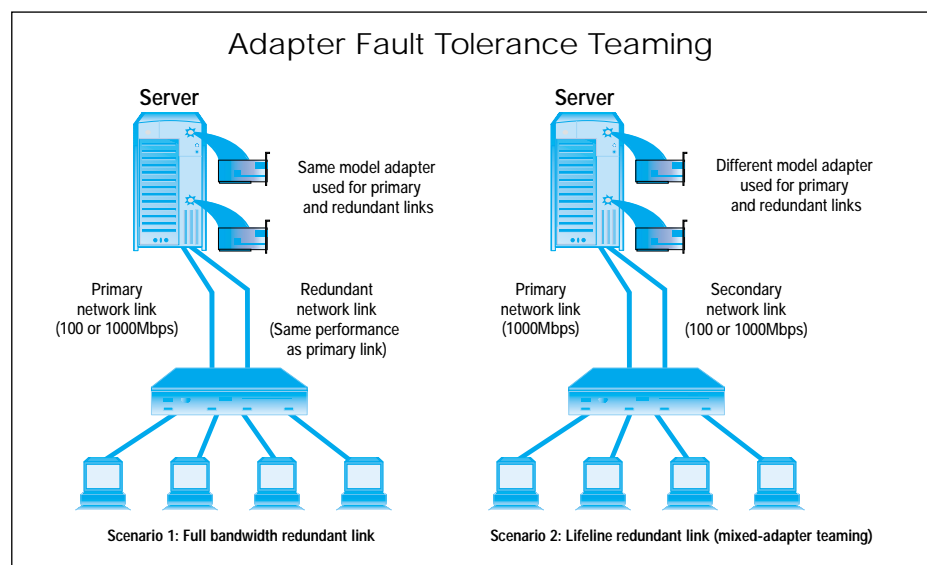 Adapter Fault Tolerance Teaming
Server
Same model adapter
used for primary
and redundant links
Primary
network link
(100 or 1000Mbps)
Redundant
network link
(Same performance
as primary link)
Scenario 1: Full bandwidth redundant link
Server
Different model adapter
used for primary
and redundant links
Primary
network link
(1000Mbps)
Secondary
network link
(100 or 1000Mbps)
Scenario 2: Lifeline redundant link (mixed-adapter teaming)